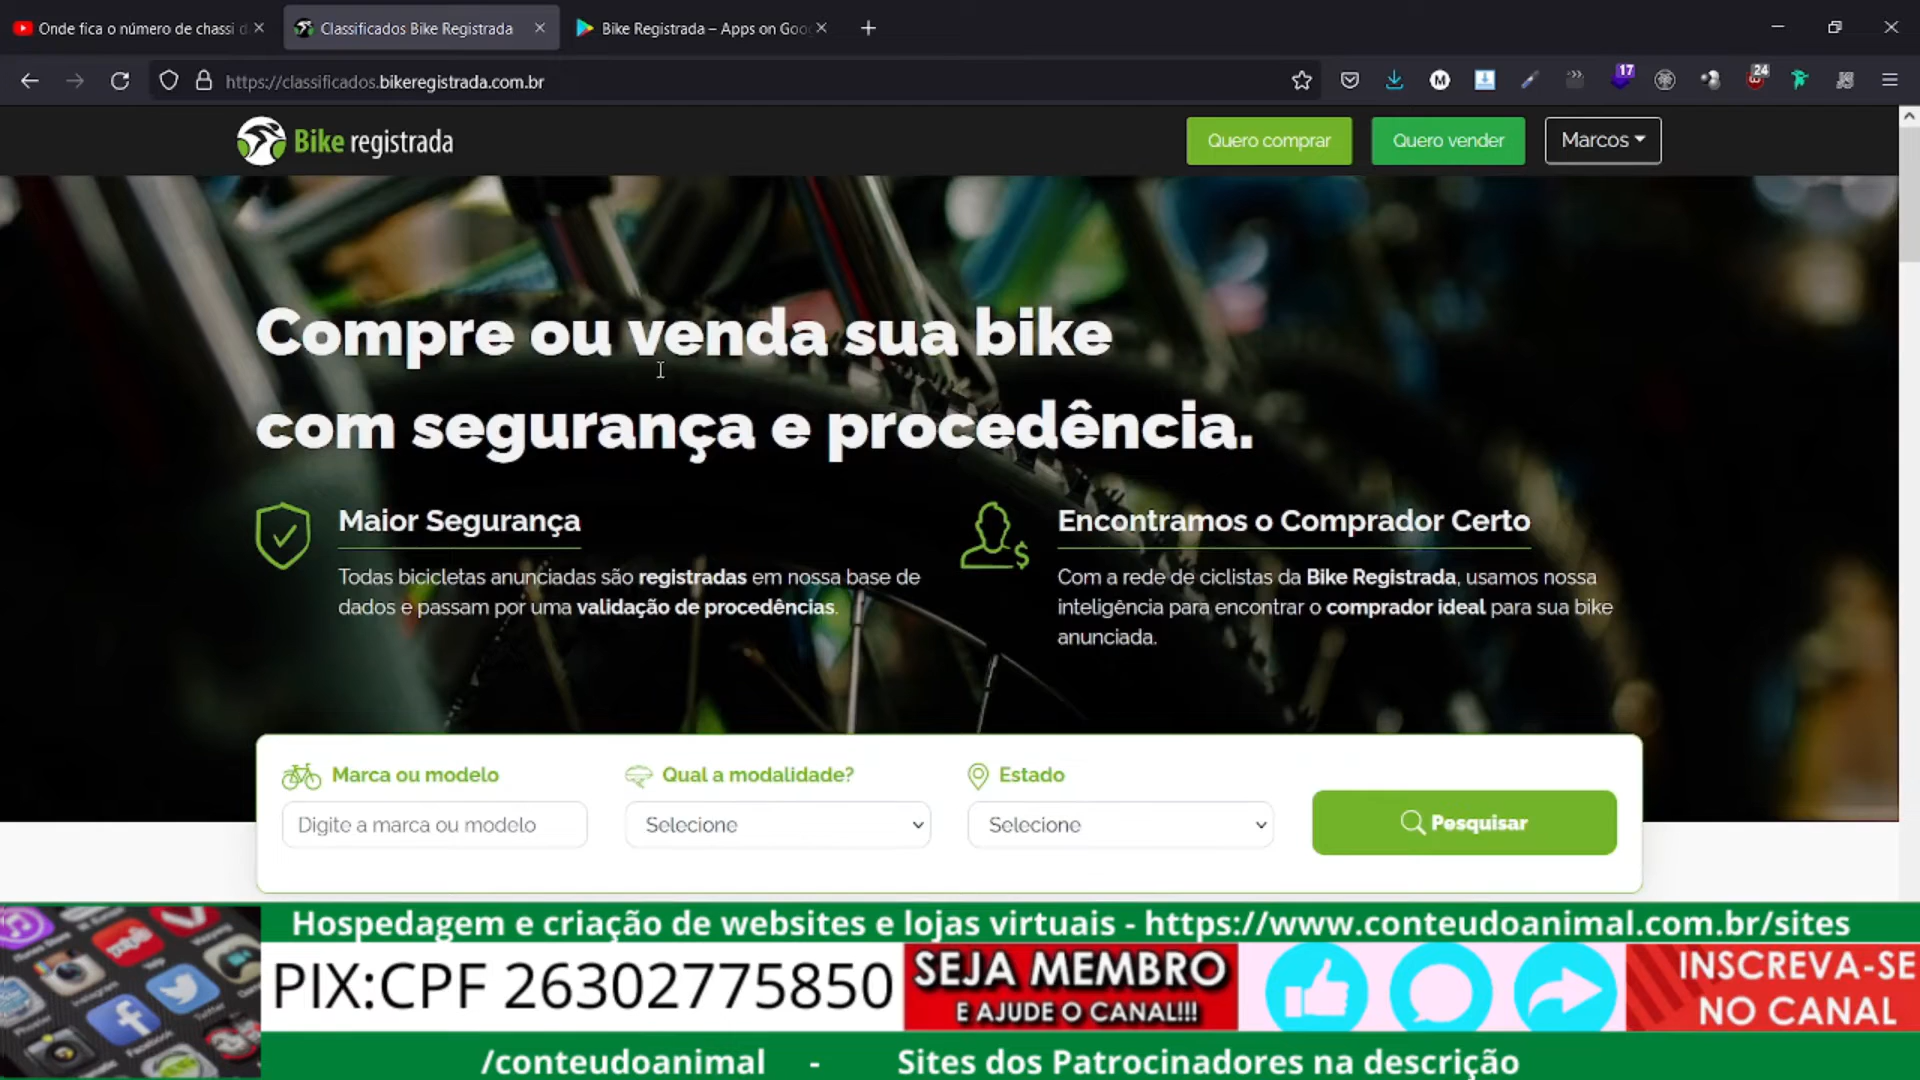 Onde fica o número de chassi d
Classificados Bike Registrada
Bike Registrada – Apps on Goo
https://classificados.bikeregistrada.com.br
17
24
Bike registrada
Quero comprar
Quero vender
Marcos
Compre ou venda sua bike
com segurança e procedência.
Maior Segurança
Todas bicicletas anunciadas são registradas em nossa base de
dados e passam por uma validação de procedências.
Encontramos o Comprador Certo
Com a rede de ciclistas da Bike Registrada, usamos nossa
inteligência para encontrar o comprador ideal para sua bike
anunciada.
Marca ou modelo
Digite a marca ou modelo
Qual a modalidade?
Selecione
Estado
Selecione
Pesquisar
Hospedagem e criação de websites e lojas virtuais - https://www.conteudoanimal.com.br/sites
PIX:CPF 26302775850
SEJA MEMBRO
E AJUDE O CANAL!!!
INSCREVA-SE
NO CANAL
/conteudoanimal - Sites dos Patrocinadores na descrição